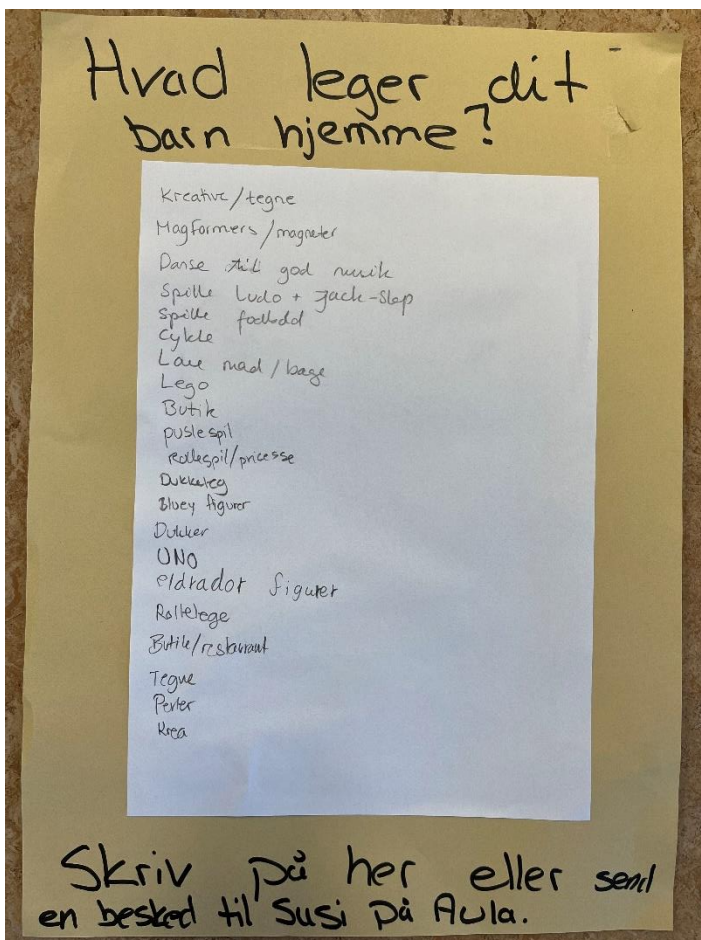 Hvad leger dit
barn hjemme?
Kreative/tegne
Magformers/magneter
Danse til god musik
Spille Ludo + Jack-Slap
Spille fodbold
Cykle
Lave mad / bage
Lego
Butik
puslespil
rollespil/pricesse
Dukkeleg
Bluey figurer
Dukker
UNO
eldrador figurer
Rollelege
Butik/restaurant
Tegne
Perler
Krea
Skriv på her eller send
en besked til Susi på Aula.